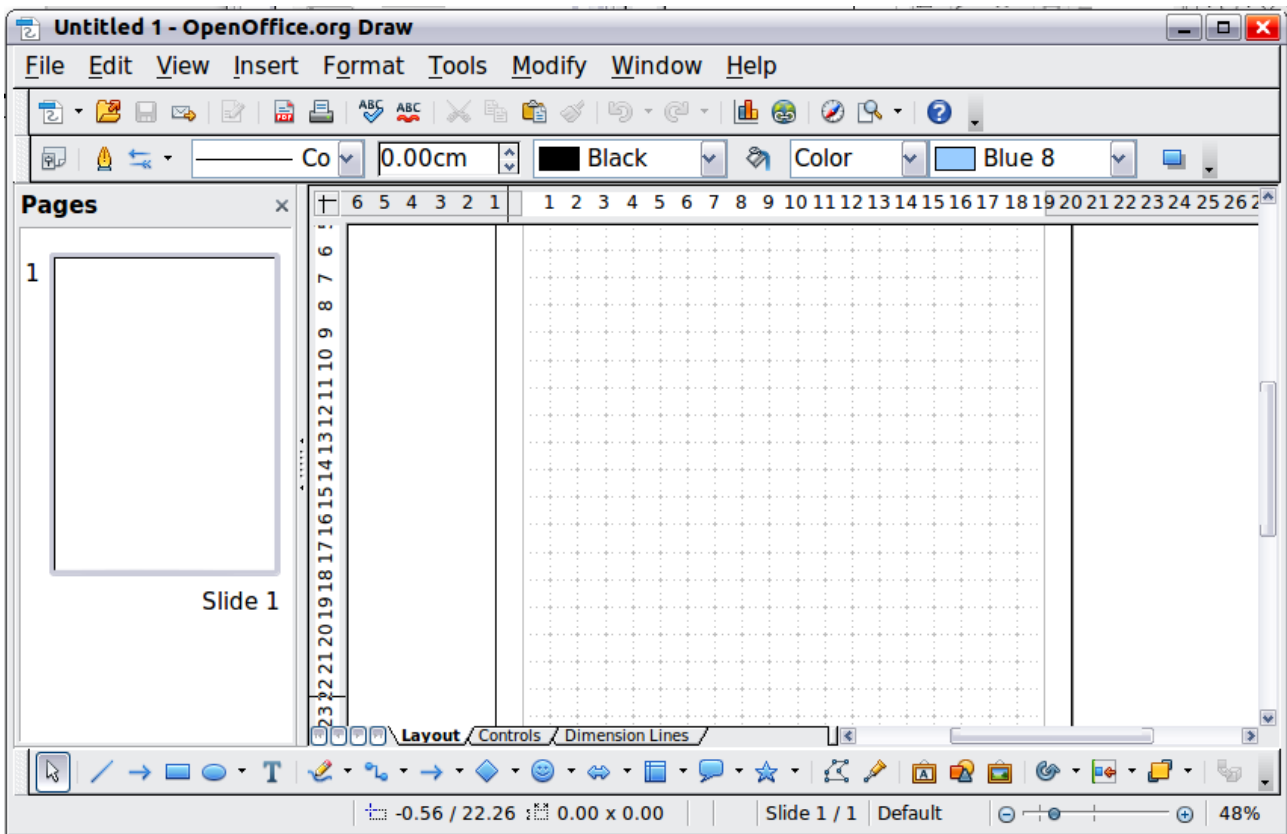 Untitled 1 - OpenOffice.org Draw
File Edit View Insert Format Tools Modify Window Help
ABC ABC
Co 0.00cm Black Color Blue 8
Pages
6 5 4 3 2 1 1 2 3 4 5 6 7 8 9 10 11 12 13 14 15 16 17 18 19 20 21 22 23 24 25 26
6 7 8 9 10 11 12 13 14 15 16 17 18 19 20 21 22 23
1
Slide 1
Layout Controls Dimension Lines
T
-0.56 / 22.26 0.00 x 0.00 Slide 1 / 1 Default 48%